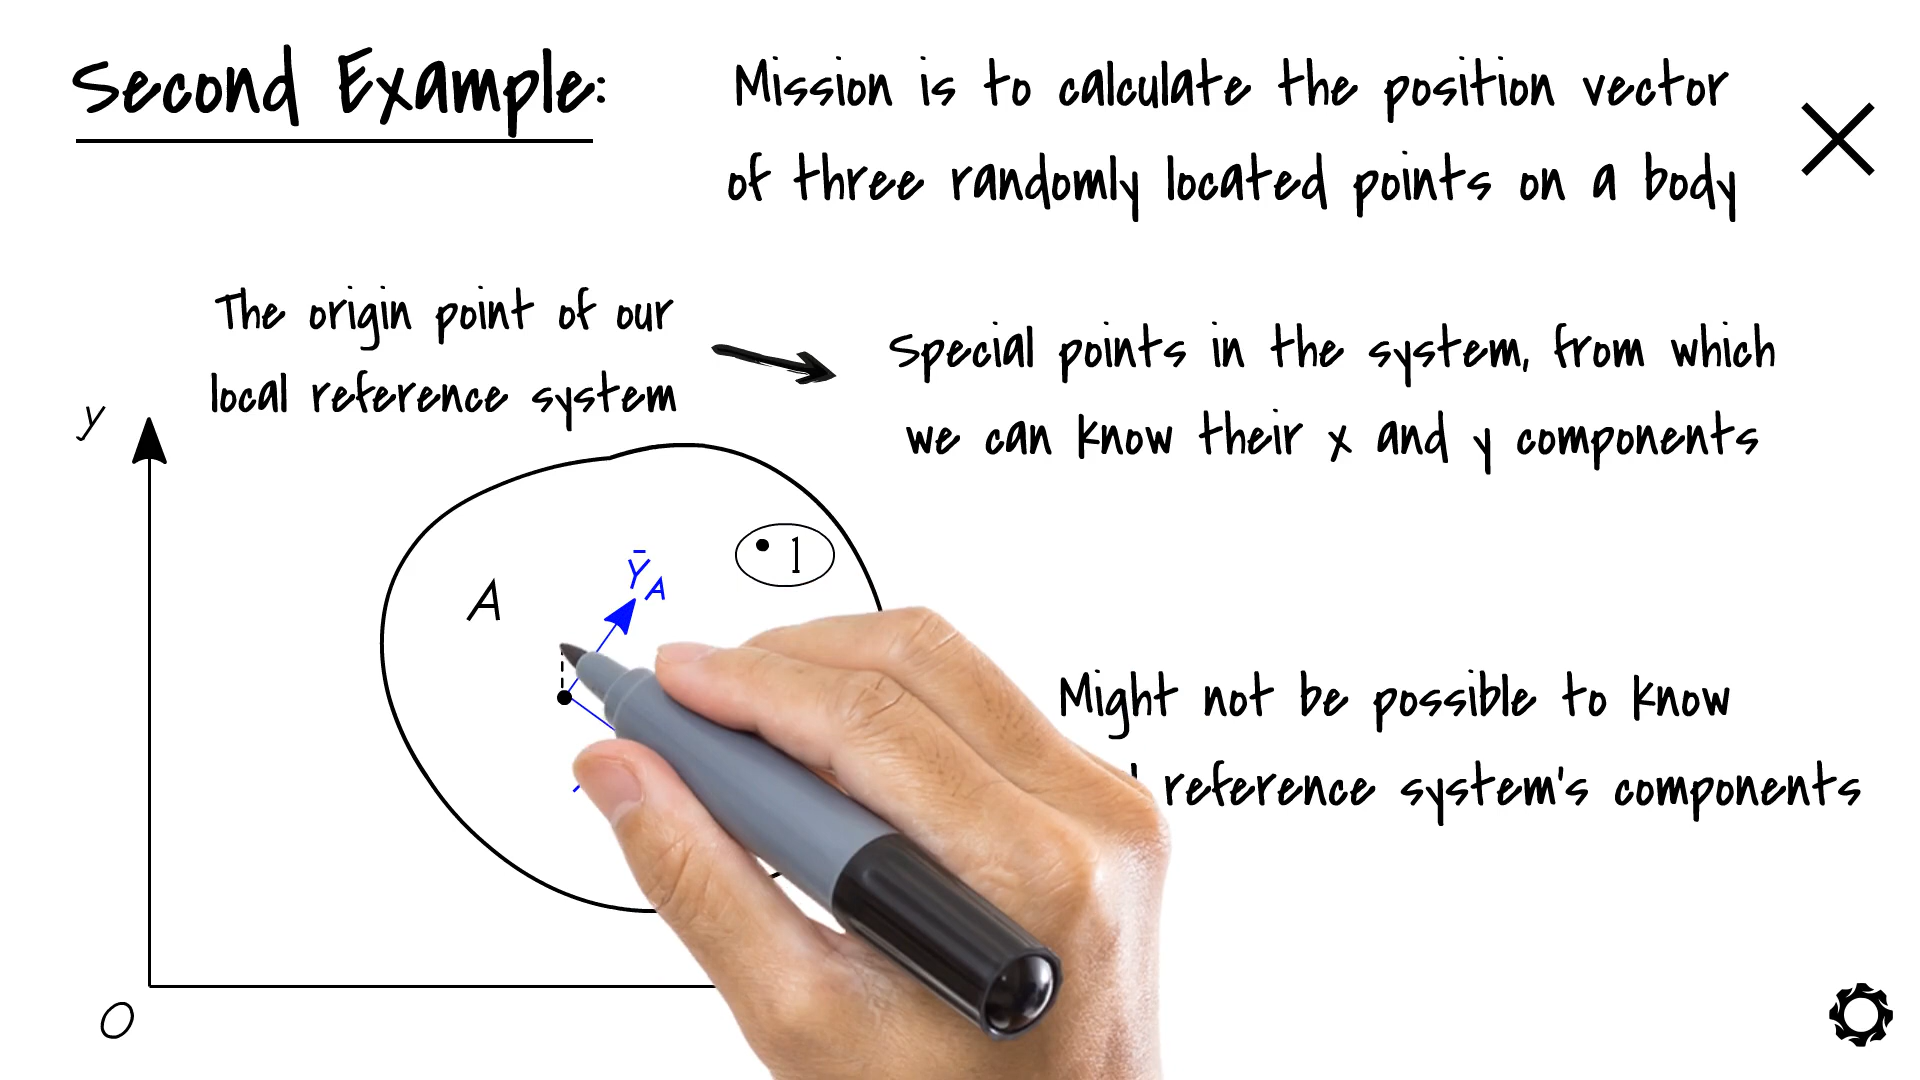 Second Example:
Mission is to calculate the position vector
of three randomly located points on a body
The origin point of our
local reference system
Special points in the system, from which
we can know their x and y components
y
1
ȲA
A
Might not be possible to know
reference system's components
O